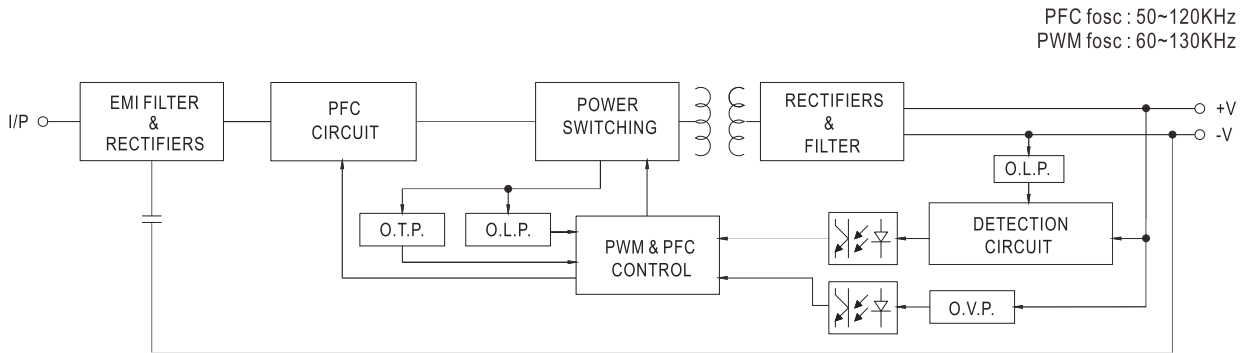 PFC fosc : 50~120KHz
PWM fosc : 60~130KHz
I/P
EMI FILTER
&
RECTIFIERS
PFC
CIRCUIT
POWER
SWITCHING
RECTIFIERS
&
FILTER
+V
-V
O.L.P.
O.T.P.
O.L.P.
PWM & PFC
CONTROL
DETECTION
CIRCUIT
O.V.P.